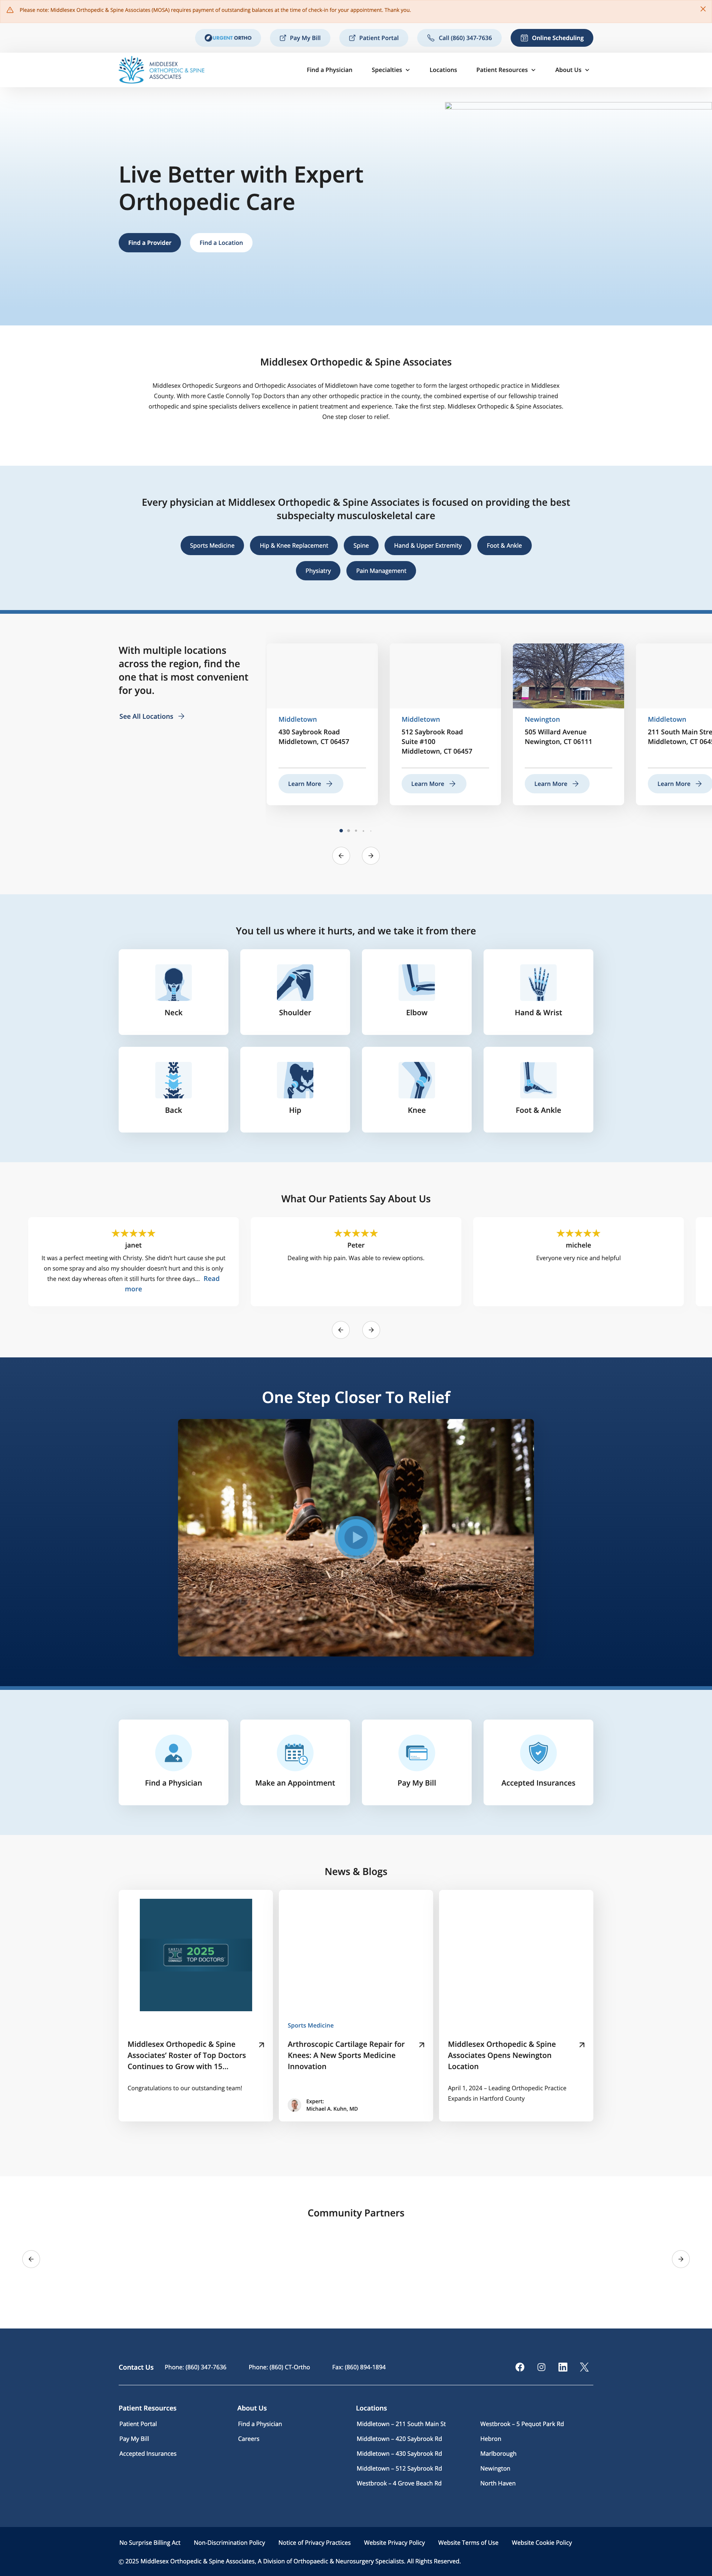 Please note: Middlesex Orthopedic & Spine Associates (MOSA) requires payment of outstanding balances at the time of check-in for your appointment. Thank you.
URGENT ORTHO
Pay My Bill
Patient Portal
Call (860) 347-7636
Online Scheduling
MIDDLESEX
ORTHOPEDIC & SPINE
ASSOCIATES
Find a Physician
Specialties
Locations
Patient Resources
About Us
Live Better with Expert
Orthopedic Care
Find a Provider
Find a Location
Middlesex Orthopedic & Spine Associates
Middlesex Orthopedic Surgeons and Orthopedic Associates of Middletown have come together to form the largest orthopedic practice in Middlesex
County. With more Castle Connolly Top Doctors than any other orthopedic practice in the county, the combined expertise of our fellowship trained
orthopedic and spine specialists delivers excellence in patient treatment and experience. Take the first step. Middlesex Orthopedic & Spine Associates.
One step closer to relief.
Every physician at Middlesex Orthopedic & Spine Associates is focused on providing the best
subspecialty musculoskeletal care
Sports Medicine
Hip & Knee Replacement
Spine
Hand & Upper Extremity
Foot & Ankle
Physiatry
Pain Management
With multiple locations
across the region, find the
one that is most convenient
for you.
See All Locations
Middletown
430 Saybrook Road
Middletown, CT 06457
Learn More
Middletown
512 Saybrook Road
Suite #100
Middletown, CT 06457
Learn More
Newington
505 Willard Avenue
Newington, CT 06111
Learn More
Middletown
211 South Main Stre
Middletown, CT 064
Learn More
You tell us where it hurts, and we take it from there
Neck
Shoulder
Elbow
Hand & Wrist
Back
Hip
Knee
Foot & Ankle
What Our Patients Say About Us
janet
It was a perfect meeting with Christy. She didn't hurt cause she put
on some spray and also my shoulder doesn't hurt and this is only
the next day whereas often it still hurts for three days... Read
more
Peter
Dealing with hip pain. Was able to review options.
michele
Everyone very nice and helpful
One Step Closer To Relief
Find a Physician
Make an Appointment
Pay My Bill
Accepted Insurances
News & Blogs
2025
TOP DOCTORS
Middlesex Orthopedic & Spine
Associates' Roster of Top Doctors
Continues to Grow with 15...
Congratulations to our outstanding team!
Sports Medicine
Arthroscopic Cartilage Repair for
Knees: A New Sports Medicine
Innovation
Expert:
Michael A. Kuhn, MD
Middlesex Orthopedic & Spine
Associates Opens Newington
Location
April 1, 2024 – Leading Orthopedic Practice
Expands in Hartford County
Community Partners
Contact Us
Phone: (860) 347-7636
Phone: (860) CT-Ortho
Fax: (860) 894-1894
Patient Resources
Patient Portal
Pay My Bill
Accepted Insurances
About Us
Find a Physician
Careers
Locations
Middletown – 211 South Main St
Middletown – 420 Saybrook Rd
Middletown – 430 Saybrook Rd
Middletown – 512 Saybrook Rd
Westbrook – 4 Grove Beach Rd
Westbrook – 5 Pequot Park Rd
Hebron
Marlborough
Newington
North Haven
No Surprise Billing Act
Non-Discrimination Policy
Notice of Privacy Practices
Website Privacy Policy
Website Terms of Use
Website Cookie Policy
© 2025 Middlesex Orthopedic & Spine Associates, A Division of Orthopaedic & Neurosurgery Specialists. All Rights Reserved.